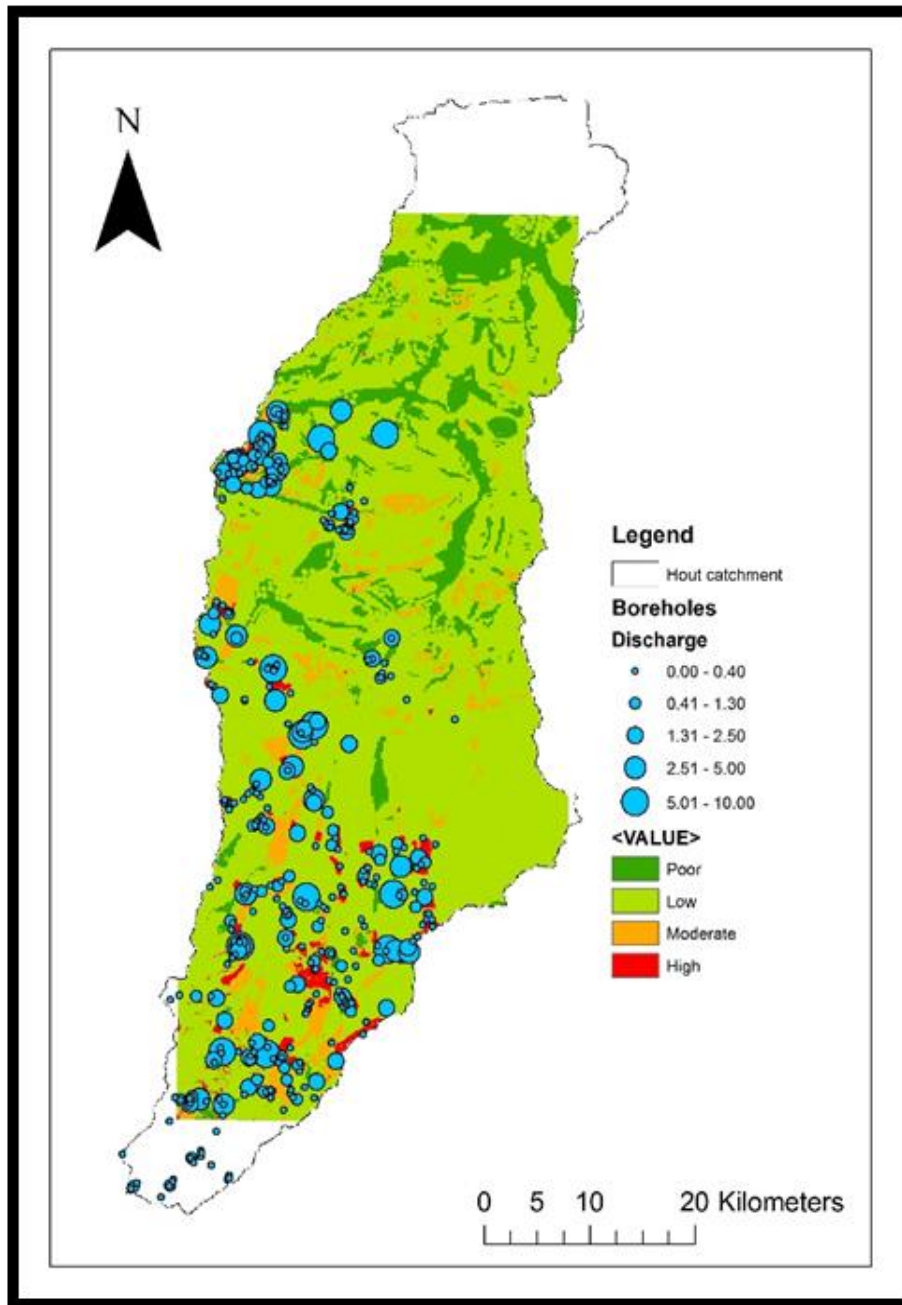 N
Legend
Hout catchment
Boreholes
Discharge
0.00 - 0.40
0.41 - 1.30
1.31 - 2.50
2.51 - 5.00
5.01 - 10.00
<VALUE>
Poor
Low
Moderate
High
0 5 10 20 Kilometers